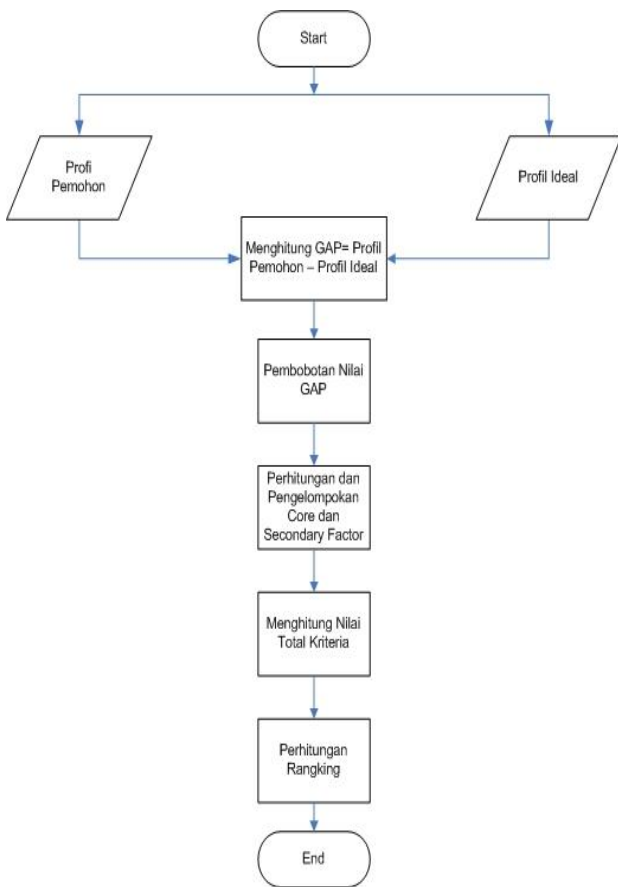 Start
Profi
Pemohon
Profil Ideal
Menghitung GAP= Profil
Pemohon – Profil Ideal
Pembobotan Nilai
GAP
Perhitungan dan
Pengelompokan
Core dan
Secondary Factor
Menghitung Nilai
Total Kriteria
Perhitungan
Rangking
End